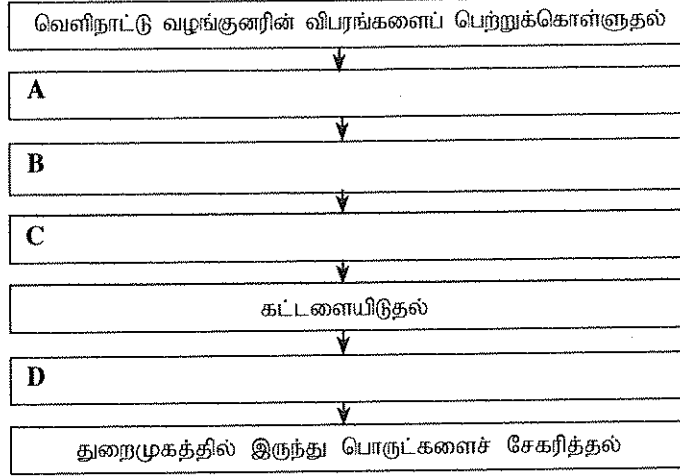 வெளிநாட்டு வழங்குனரின் விபரங்களைப் பெற்றுக்கொள்ளுதல்
A
B
C
கட்டளையிடுதல்
D
துறைமுகத்தில் இருந்து பொருட்களைச் சேகரித்தல்